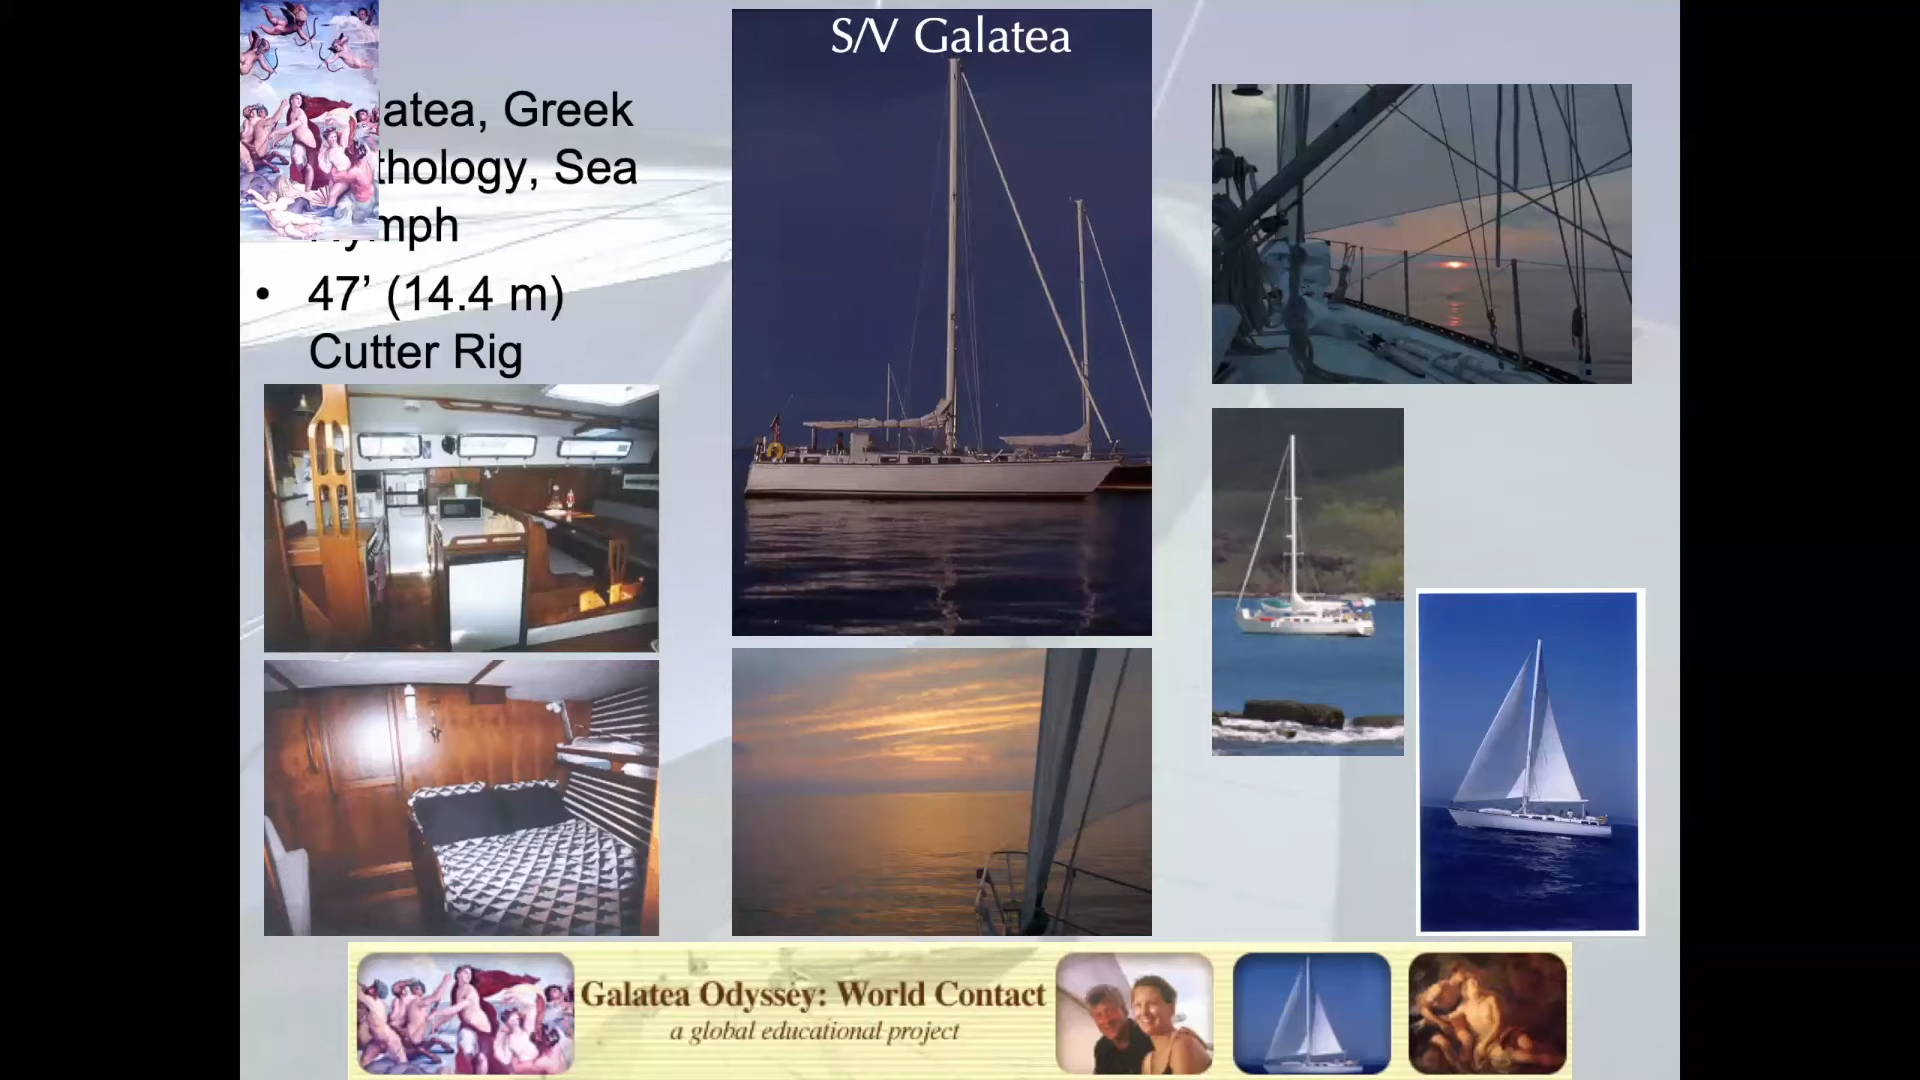 S/V Galatea
atea, Greek
thology, Sea
mph
• 47’ (14.4 m)
Cutter Rig
Galatea Odyssey: World Contact
a global educational project